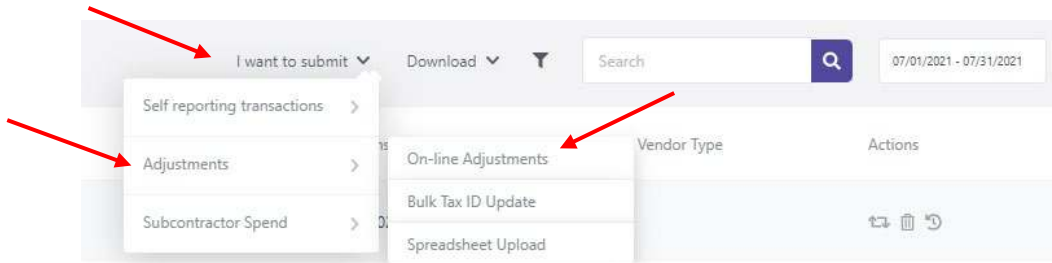 I want to submit Download Search 07/01/2021 - 07/31/2021
Self reporting transactions
Vendor Type Actions
Adjustments On-line Adjustments
Bulk Tax ID Update
Subcontractor Spend
Spreadsheet Upload